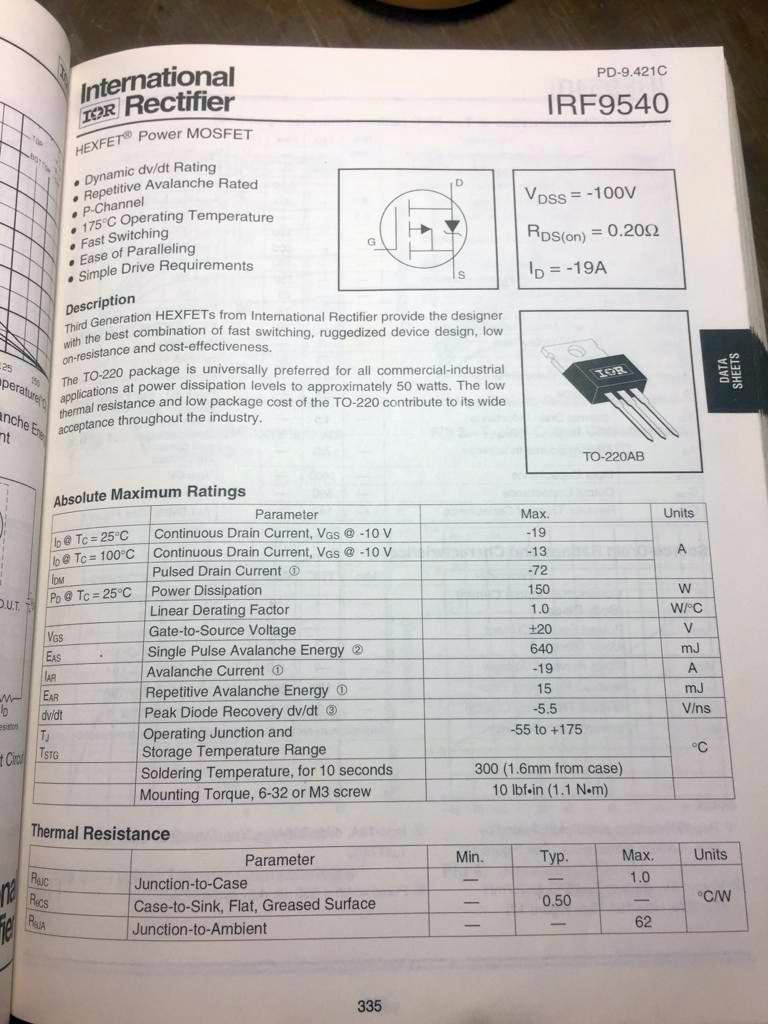 International
IOR Rectifier
PD-9.421C
IRF9540
HEXFET® Power MOSFET
• Dynamic dv/dt Rating
• Repetitive Avalanche Rated
• P-Channel
• 175°C Operating Temperature
• Fast Switching
• Ease of Paralleling
• Simple Drive Requirements
D
G
S
VDSS = -100V
RDS(on) = 0.20Ω
ID = -19A
Description
Third Generation HEXFETs from International Rectifier provide the designer
with the best combination of fast switching, ruggedized device design, low
on-resistance and cost-effectiveness.
The TO-220 package is universally preferred for all commercial-industrial
applications at power dissipation levels to approximately 50 watts. The low
thermal resistance and low package cost of the TO-220 contribute to its wide
acceptance throughout the industry.
IOR
TO-220AB
DATA
SHEETS
Absolute Maximum Ratings
Parameter Max. Units
ID @ TC = 25°C Continuous Drain Current, VGS @ -10 V -19
ID @ TC = 100°C Continuous Drain Current, VGS @ -10 V -13 A
IDM Pulsed Drain Current ① -72
PD @ TC = 25°C Power Dissipation 150 W
Linear Derating Factor 1.0 W/°C
VGS Gate-to-Source Voltage ±20 V
EAS Single Pulse Avalanche Energy ② 640 mJ
IAR Avalanche Current ① -19 A
EAR Repetitive Avalanche Energy ① 15 mJ
dv/dt Peak Diode Recovery dv/dt ③ -5.5 V/ns
TJ Operating Junction and -55 to +175
TSTG Storage Temperature Range °C
Soldering Temperature, for 10 seconds 300 (1.6mm from case)
Mounting Torque, 6-32 or M3 screw 10 lbf•in (1.1 N•m)
Thermal Resistance
Parameter Min. Typ. Max. Units
RθJC Junction-to-Case — — 1.0
RθCS Case-to-Sink, Flat, Greased Surface — 0.50 — °C/W
RθJA Junction-to-Ambient — — 62
335